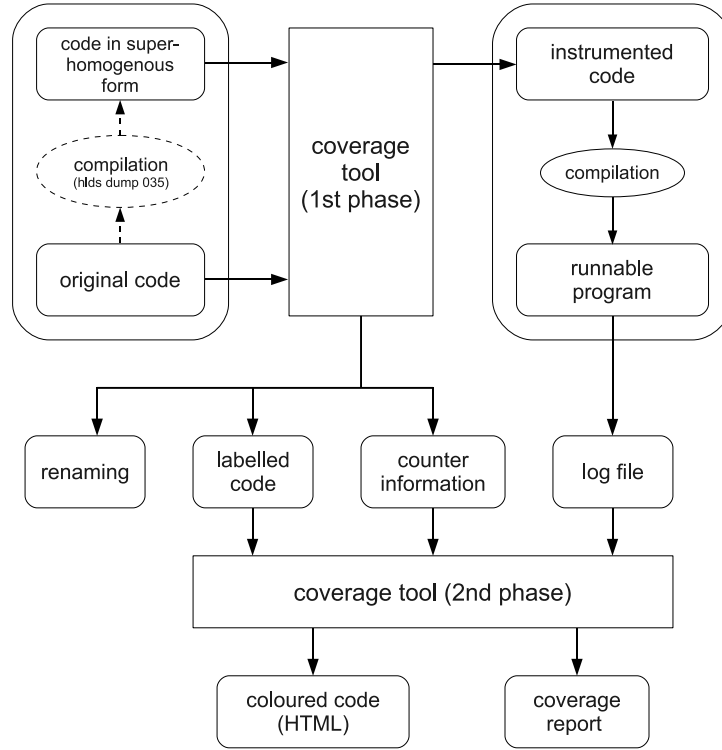 code in super-
homogenous
form
compilation
(hlds dump 035)
original code
coverage
tool
(1st phase)
instrumented
code
compilation
runnable
program
renaming
labelled
code
counter
information
log file
coverage tool (2nd phase)
coloured code
(HTML)
coverage
report